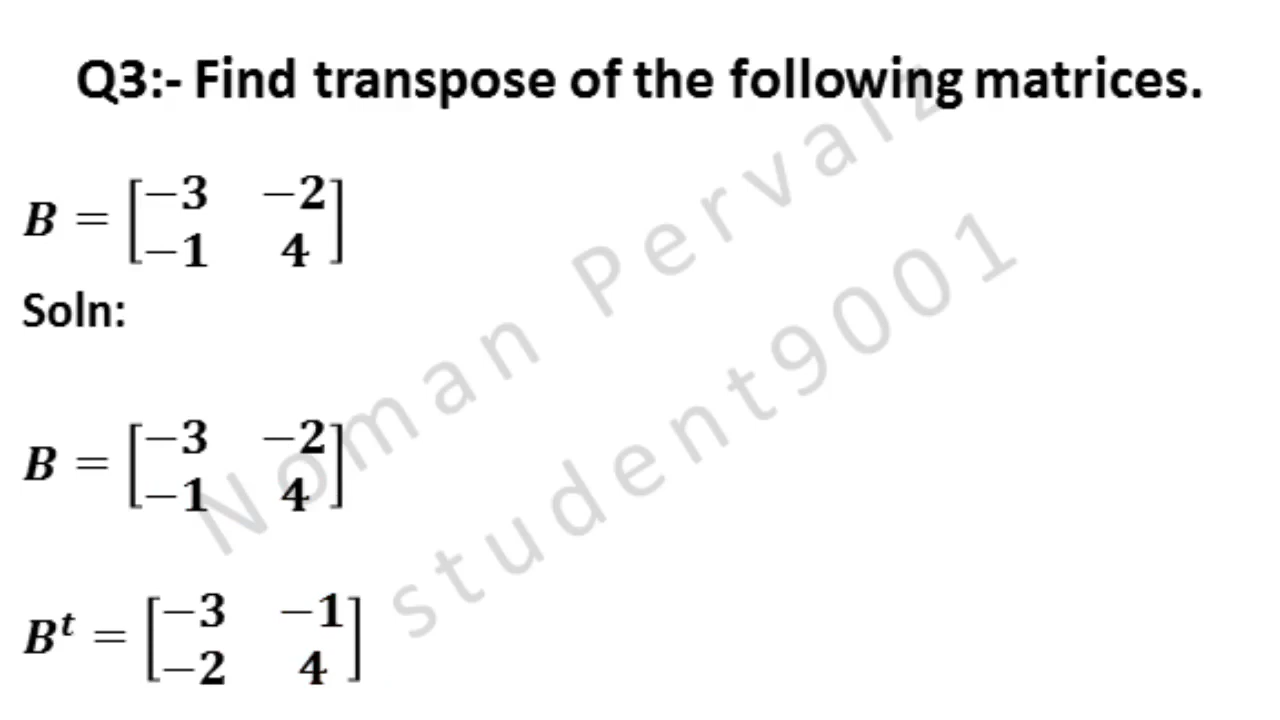 Q3:- Find transpose of the following matrices.
B = [−3 −2
−1 4]
Soln:
B = [−3 −2
−1 4]
Bᵗ = [−3 −1
−2 4]
Noman Pervaiz
student9001